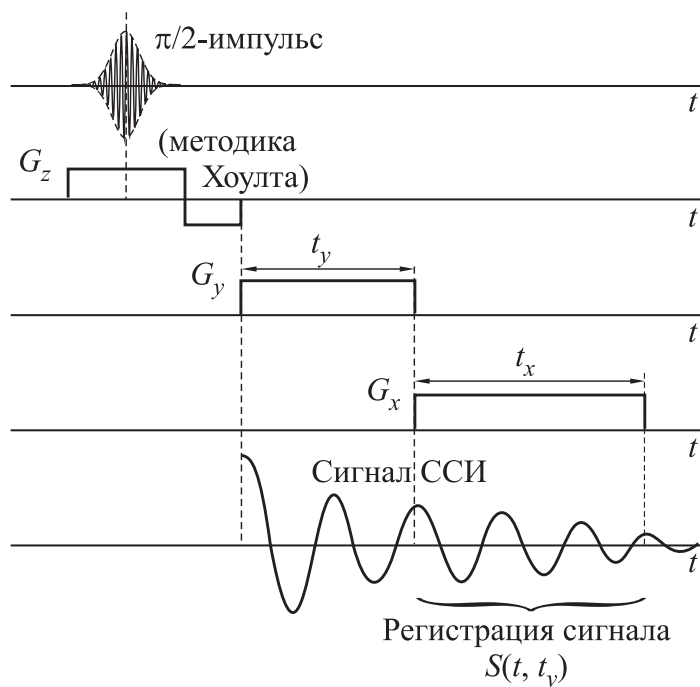 π/2-импульс
t
(методика
Хоулта)
G_z
t
t_y
G_y
t
t_x
G_x
t
Сигнал ССИ
t
Регистрация сигнала
S(t, t_y)